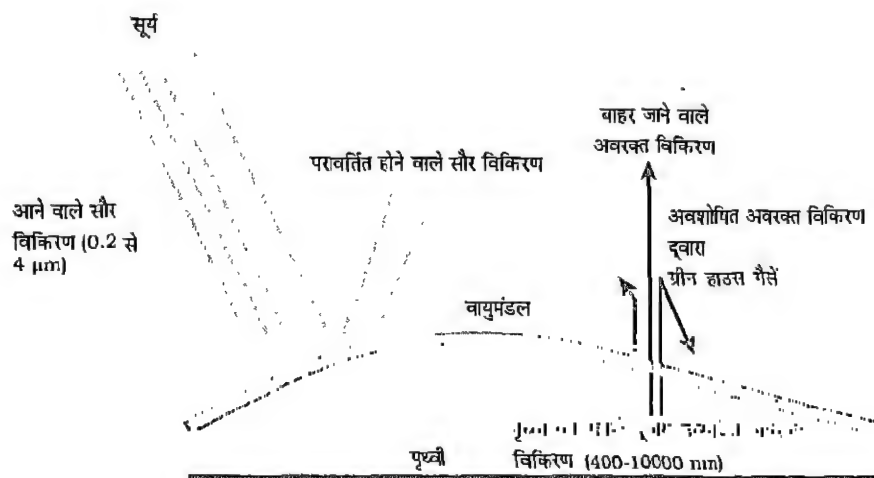 सूर्य
बाहर जाने वाले
अवरक्त विकिरण
परावर्तित होने वाले सौर विकिरण
आने वाले सौर
विकिरण (0.2 से
4 μm)
अवशोषित अवरक्त विकिरण
द्वारा
ग्रीन हाउस गैसें
वायुमंडल
पृथ्वी
विकिरण (400-10000 nm)